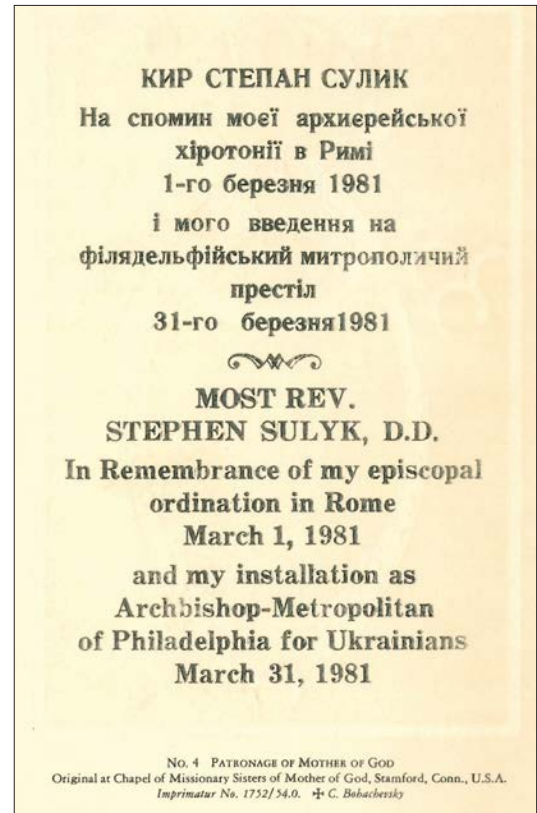 КИР СТЕПАН СУЛИК
На спомин моєї архиєрейської
хіротонії в Римі
1-го березня 1981
і мого введення на
філядельфійський митрополичий
престіл
31-го березня1981
MOST REV.
STEPHEN SULYK, D.D.
In Remembrance of my episcopal
ordination in Rome
March 1, 1981
and my installation as
Archbishop-Metropolitan
of Philadelphia for Ukrainians
March 31, 1981
No. 4 Patronage of Mother of God
Original at Chapel of Missionary Sisters of Mother of God, Stamford, Conn., U.S.A.
Imprimatur No. 1752/54.0. ✠ C. Bohachevsky